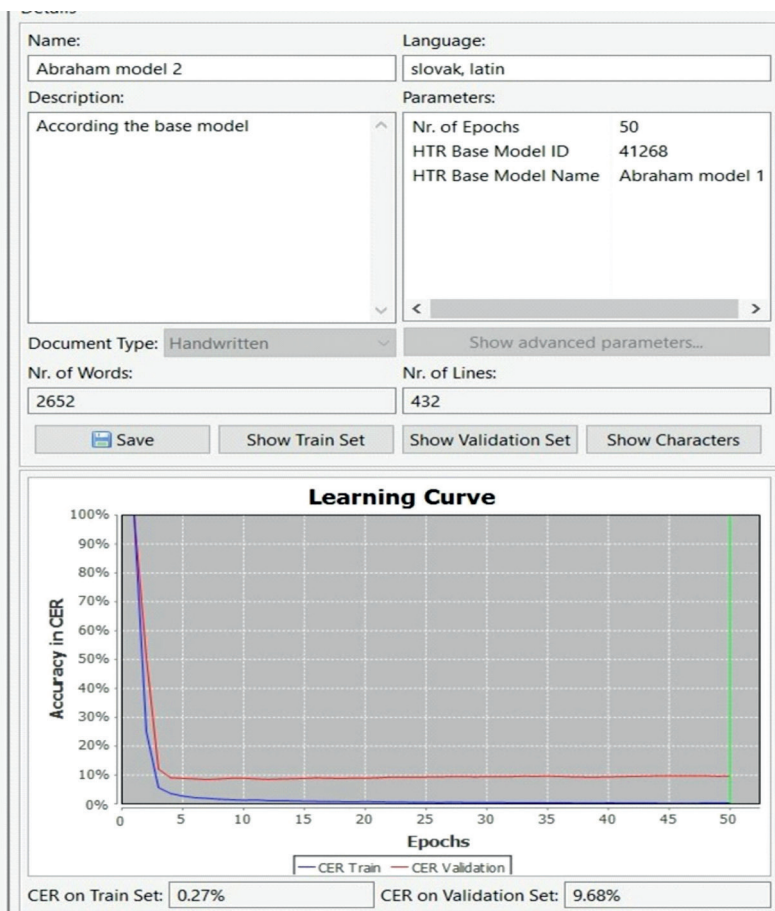 Name:
Language:
Abraham model 2
slovak, latin
Description:
Parameters:
According the base model
Nr. of Epochs 50
HTR Base Model ID 41268
HTR Base Model Name Abraham model 1
Document Type: Handwritten
Show advanced parameters...
Nr. of Words:
Nr. of Lines:
2652
432
Save
Show Train Set
Show Validation Set
Show Characters
Learning Curve
100%
90%
80%
70%
60%
50%
40%
30%
20%
10%
0%
Accuracy in CER
0 5 10 15 20 25 30 35 40 45 50
Epochs
CER Train CER Validation
CER on Train Set: 0.27%
CER on Validation Set: 9.68%